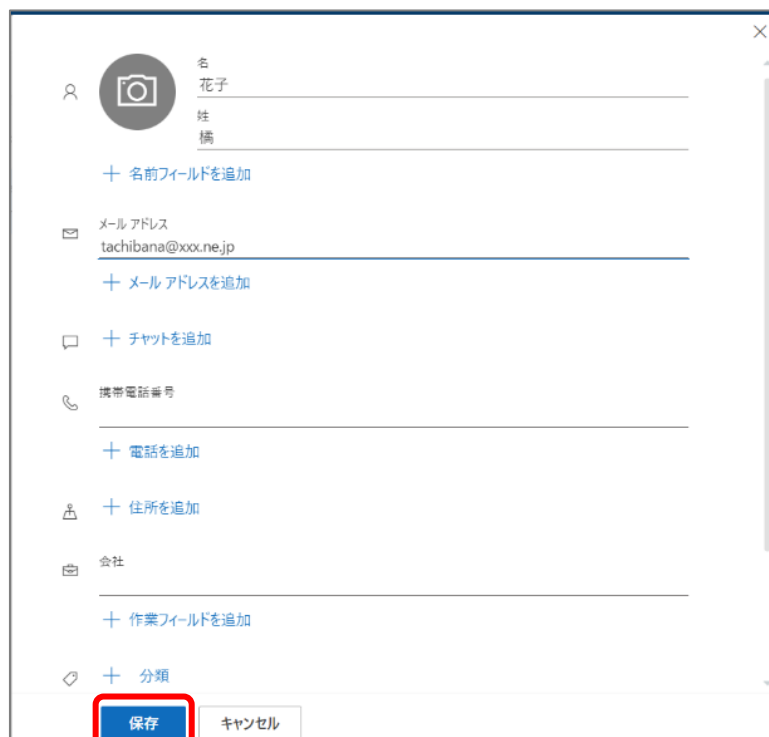 名
花子
姓
橘
＋ 名前フィールドを追加
メール アドレス
tachibana@xxx.ne.jp
＋ メール アドレスを追加
＋ チャットを追加
携帯電話番号
＋ 電話を追加
＋ 住所を追加
会社
＋ 作業フィールドを追加
＋ 分類
保存 キャンセル